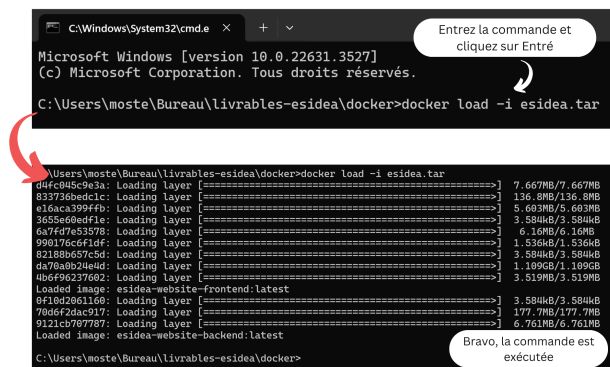 C:\Windows\System32\cmd.e × + ⌄
Entrez la commande et
cliquez sur Entré
Microsoft Windows [version 10.0.22631.3527]
(c) Microsoft Corporation. Tous droits réservés.
C:\Users\moste\Bureau\livrables-esidea\docker>docker load -i esidea.tar
\Users\moste\Bureau\livrables-esidea\docker>docker load -i esidea.tar
d4fc045c9e3a: Loading layer [==================================================>] 7.667MB/7.667MB
833736bedc1c: Loading layer [==================================================>] 136.8MB/136.8MB
e16aca399ffb: Loading layer [==================================================>] 5.603MB/5.603MB
3655e60edf1e: Loading layer [==================================================>] 3.584kB/3.584kB
6a7fd7e53578: Loading layer [==================================================>] 6.16MB/6.16MB
990176c6f1df: Loading layer [==================================================>] 1.536kB/1.536kB
82188b657c5d: Loading layer [==================================================>] 3.584kB/3.584kB
da70a0b24e4d: Loading layer [==================================================>] 1.109GB/1.109GB
4b6f96237602: Loading layer [==================================================>] 3.519MB/3.519MB
Loaded image: esidea-website-frontend:latest
0f10d2061160: Loading layer [==================================================>] 3.584kB/3.584kB
70d6f2dac917: Loading layer [==================================================>] 177.7MB/177.7MB
9121cb707787: Loading layer [==================================================>] 6.761MB/6.761MB
Loaded image: esidea-website-backend:latest
Bravo, la commande est
exécutée
C:\Users\moste\Bureau\livrables-esidea\docker>